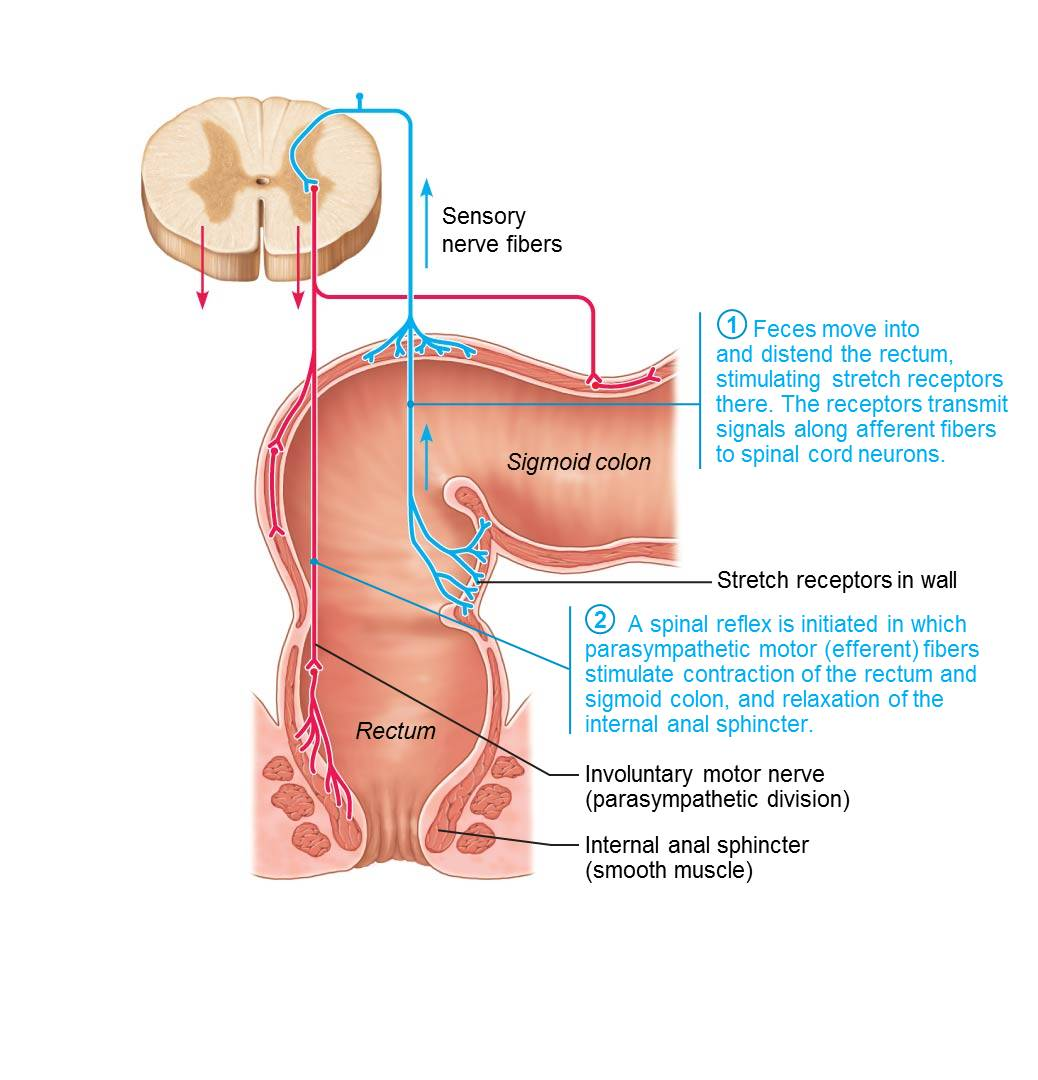 Sensory
nerve fibers
① Feces move into
and distend the rectum,
stimulating stretch receptors
there. The receptors transmit
signals along afferent fibers
to spinal cord neurons.
Sigmoid colon
Stretch receptors in wall
② A spinal reflex is initiated in which
parasympathetic motor (efferent) fibers
stimulate contraction of the rectum and
sigmoid colon, and relaxation of the
internal anal sphincter.
Rectum
Involuntary motor nerve
(parasympathetic division)
Internal anal sphincter
(smooth muscle)